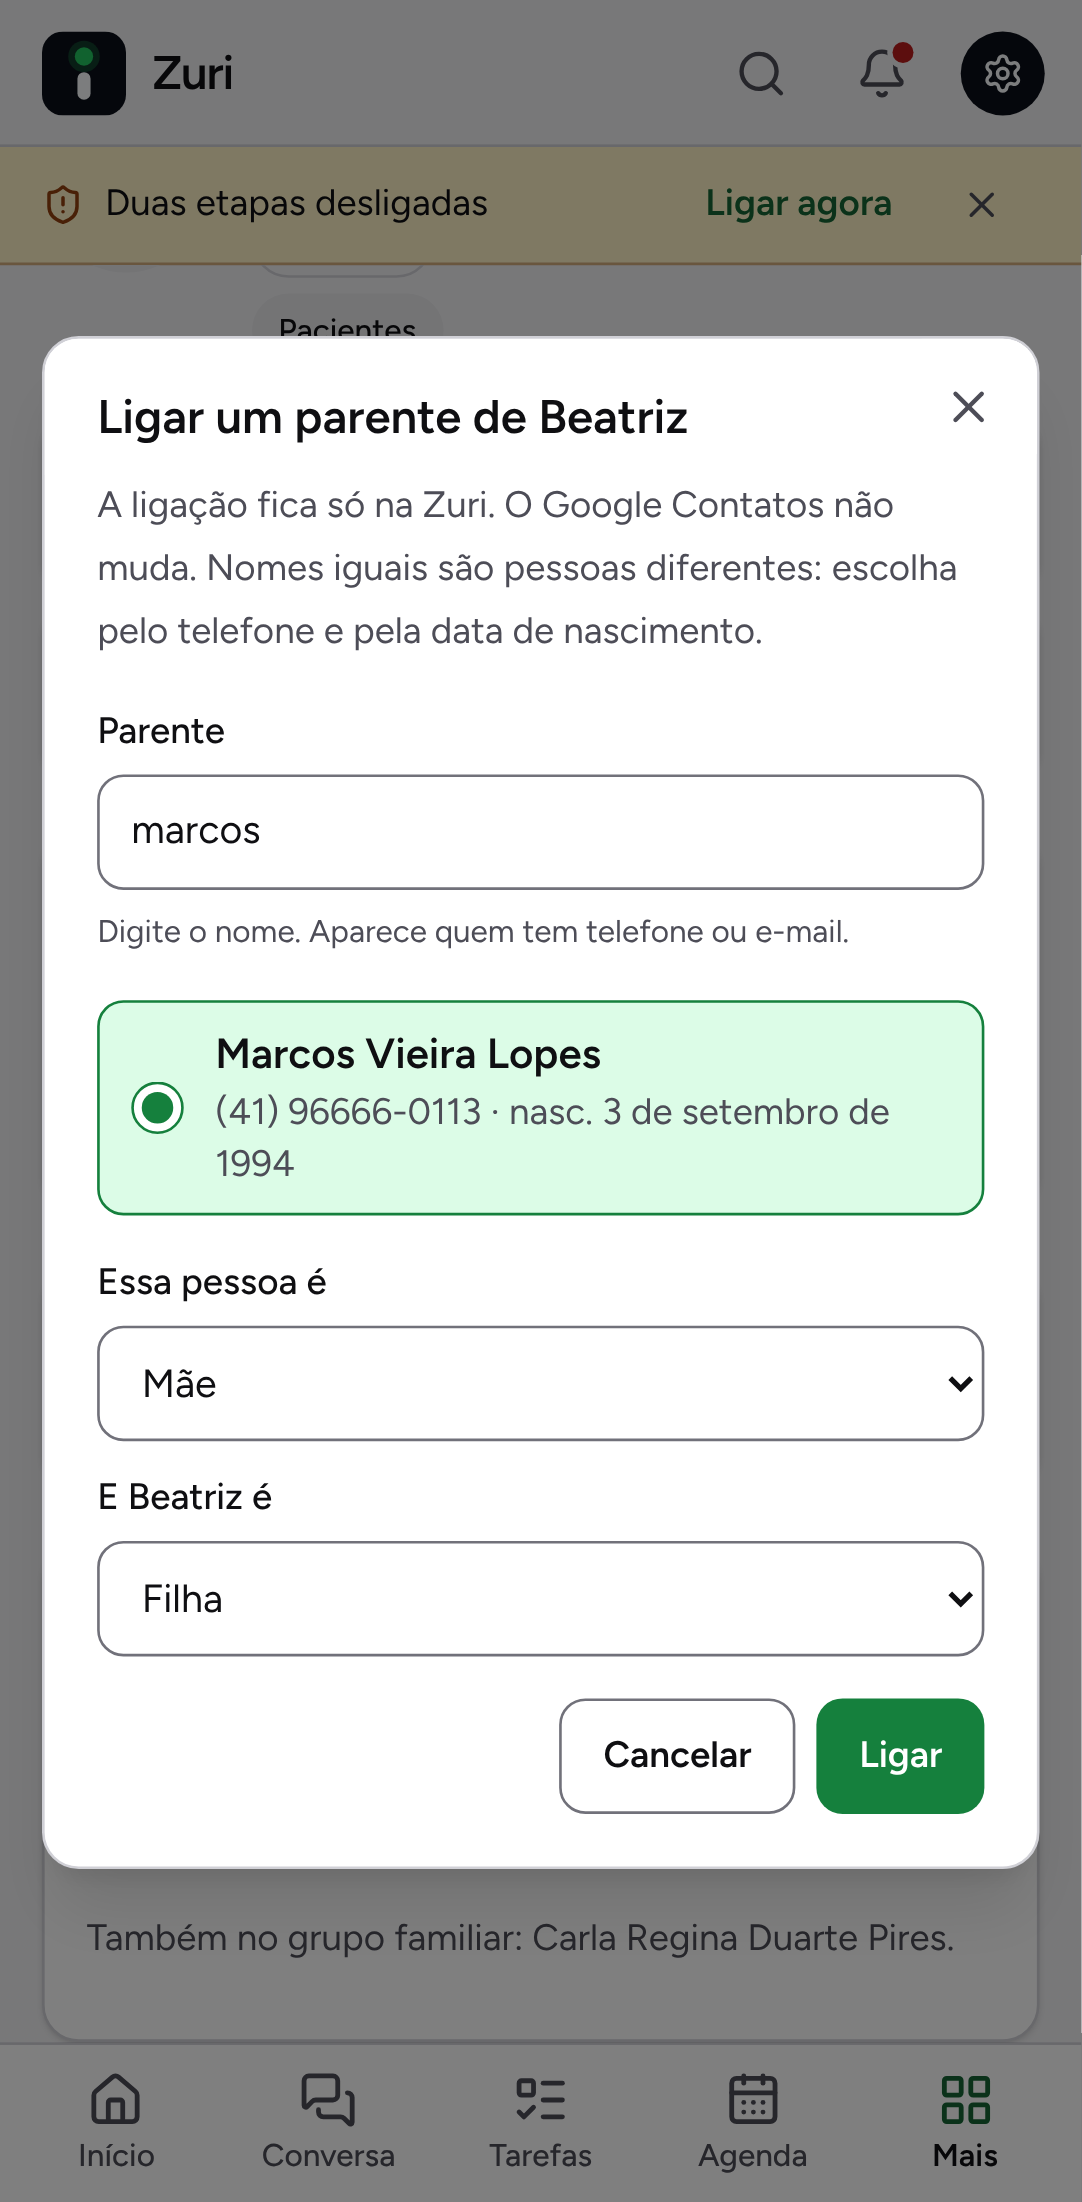 Zuri
Duas etapas desligadas
Ligar agora
Pacientes
Ligar um parente de Beatriz
A ligação fica só na Zuri. O Google Contatos não
muda. Nomes iguais são pessoas diferentes: escolha
pelo telefone e pela data de nascimento.
Parente
marcos
Digite o nome. Aparece quem tem telefone ou e-mail.
Marcos Vieira Lopes
(41) 96666-0113 · nasc. 3 de setembro de
1994
Essa pessoa é
Mãe
E Beatriz é
Filha
Cancelar
Ligar
Também no grupo familiar: Carla Regina Duarte Pires.
Início
Conversa
Tarefas
Agenda
Mais